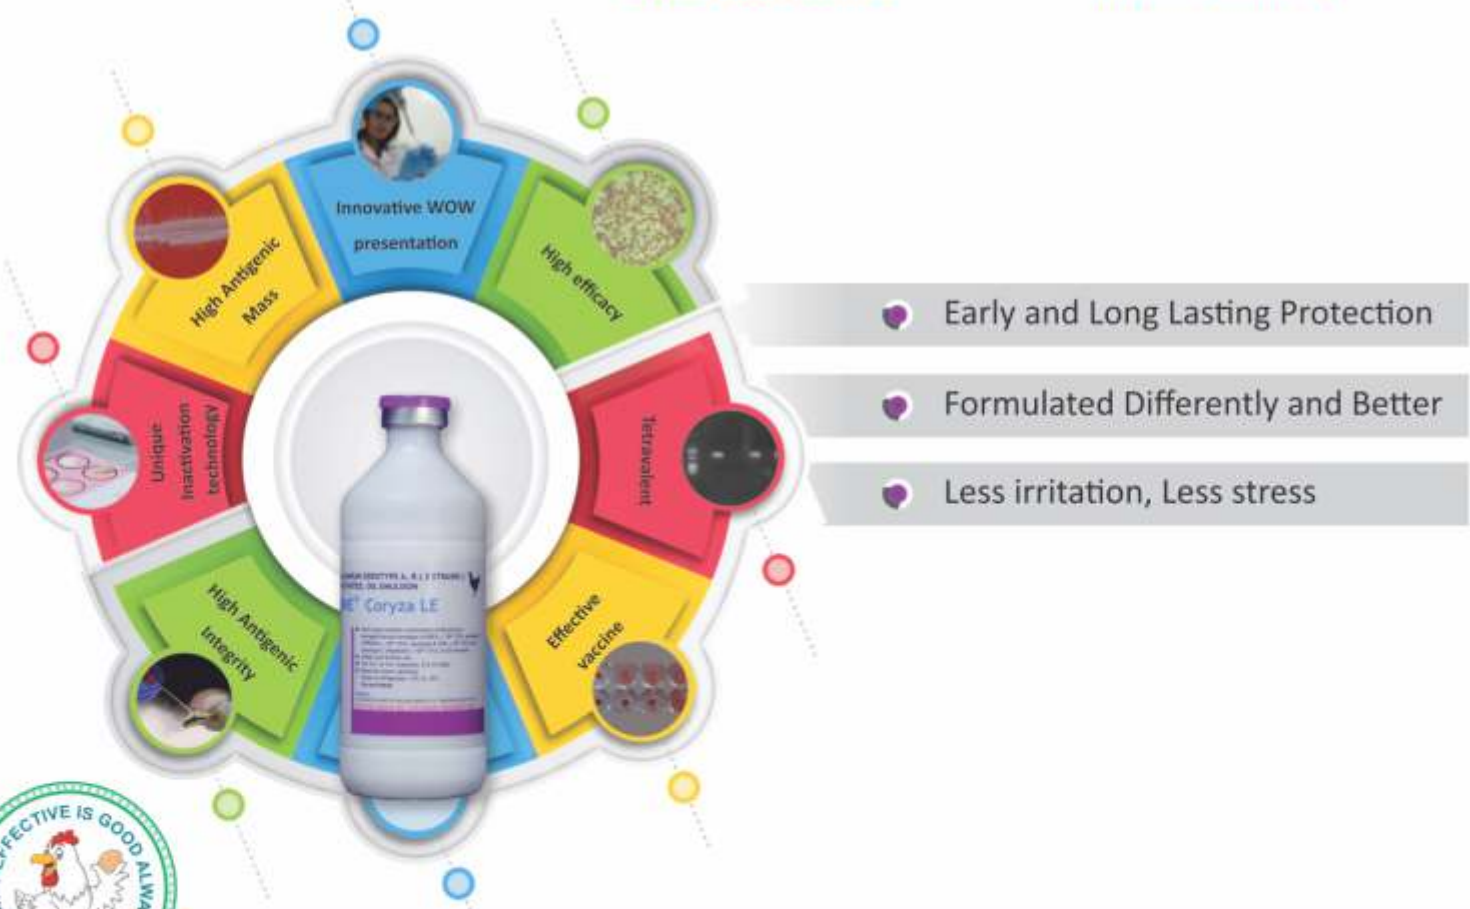 Innovative WOW
presentation
High efficacy
Tetravalent
Effective
vaccine
High Antigenic
Integrity
Unique
Inactivation
technology
High Antigenic
Mass
Early and Long Lasting Protection
Formulated Differently and Better
Less irritation, Less stress
Coryza LE
EFFECTIVE IS GOOD ALWA